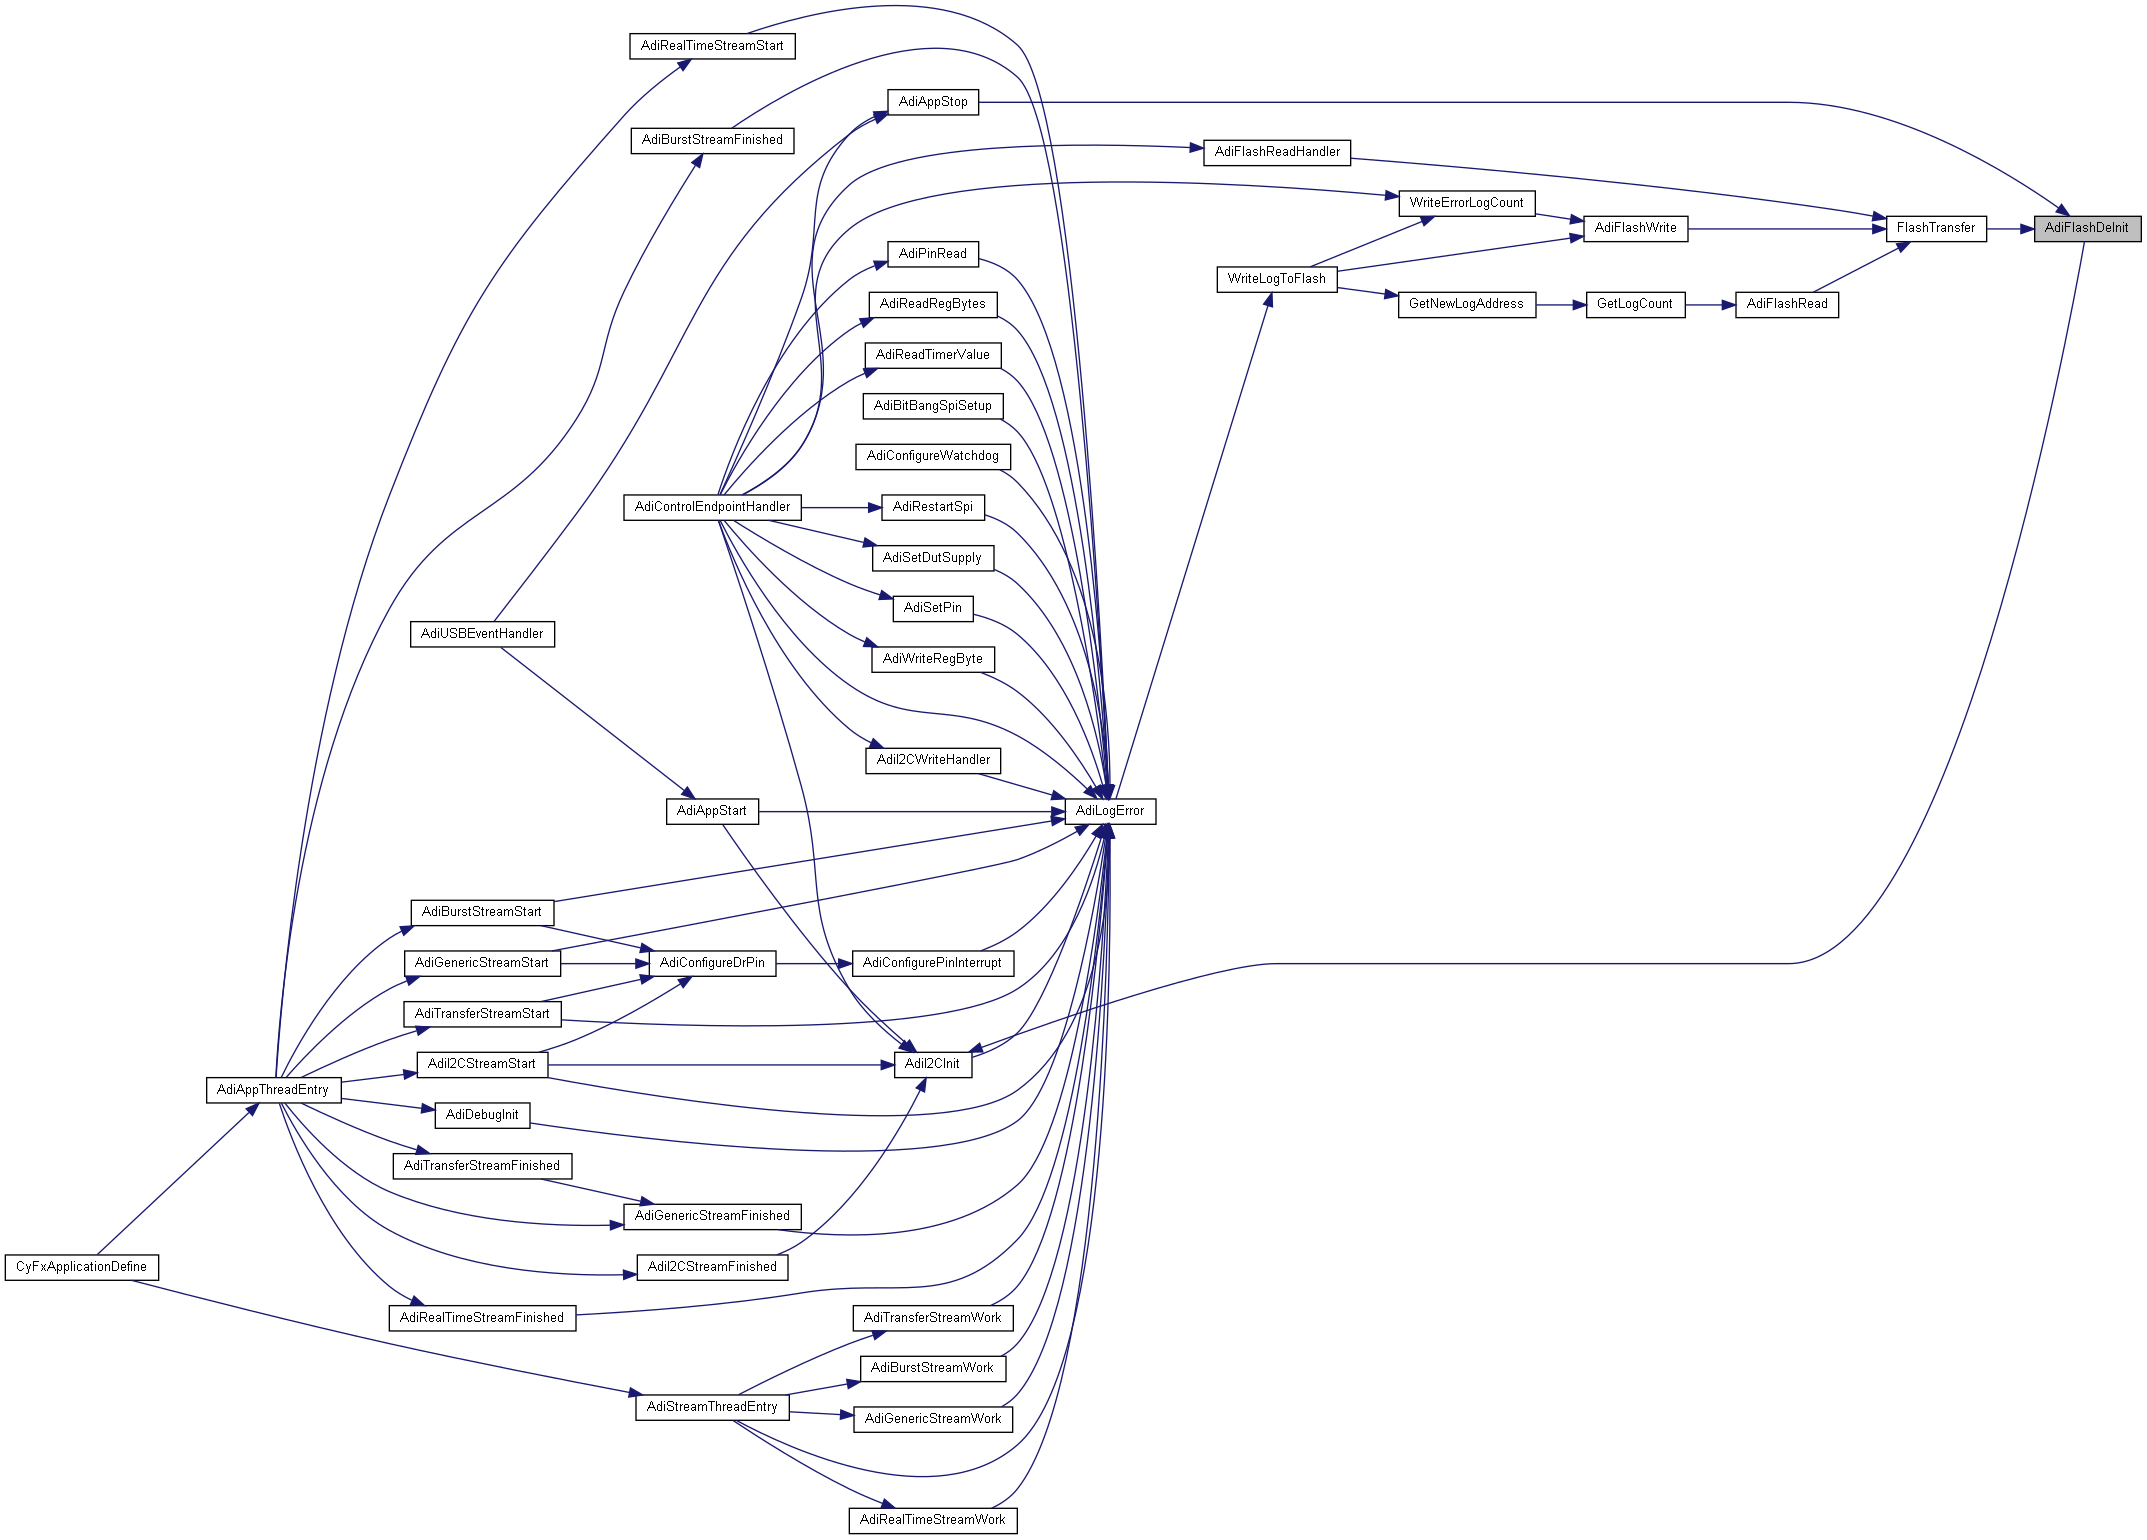 AdiRealTimeStreamStart
AdiAppStop
AdiBurstStreamFinished
AdiFlashReadHandler
WriteErrorLogCount
AdiFlashWrite
FlashTransfer
AdiFlashDeInit
AdiPinRead
WriteLogToFlash
AdiReadRegBytes
GetNewLogAddress
GetLogCount
AdiFlashRead
AdiReadTimerValue
AdiBitBangSpiSetup
AdiConfigureWatchdog
AdiControlEndpointHandler
AdiRestartSpi
AdiSetDutSupply
AdiSetPin
AdiUSBEventHandler
AdiWriteRegByte
AdiI2CWriteHandler
AdiAppStart
AdiLogError
AdiBurstStreamStart
AdiGenericStreamStart
AdiConfigureDrPin
AdiConfigurePinInterrupt
AdiTransferStreamStart
AdiI2CStreamStart
AdiI2CInit
AdiAppThreadEntry
AdiDebugInit
AdiTransferStreamFinished
AdiGenericStreamFinished
CyFxApplicationDefine
AdiI2CStreamFinished
AdiRealTimeStreamFinished
AdiTransferStreamWork
AdiBurstStreamWork
AdiStreamThreadEntry
AdiGenericStreamWork
AdiRealTimeStreamWork